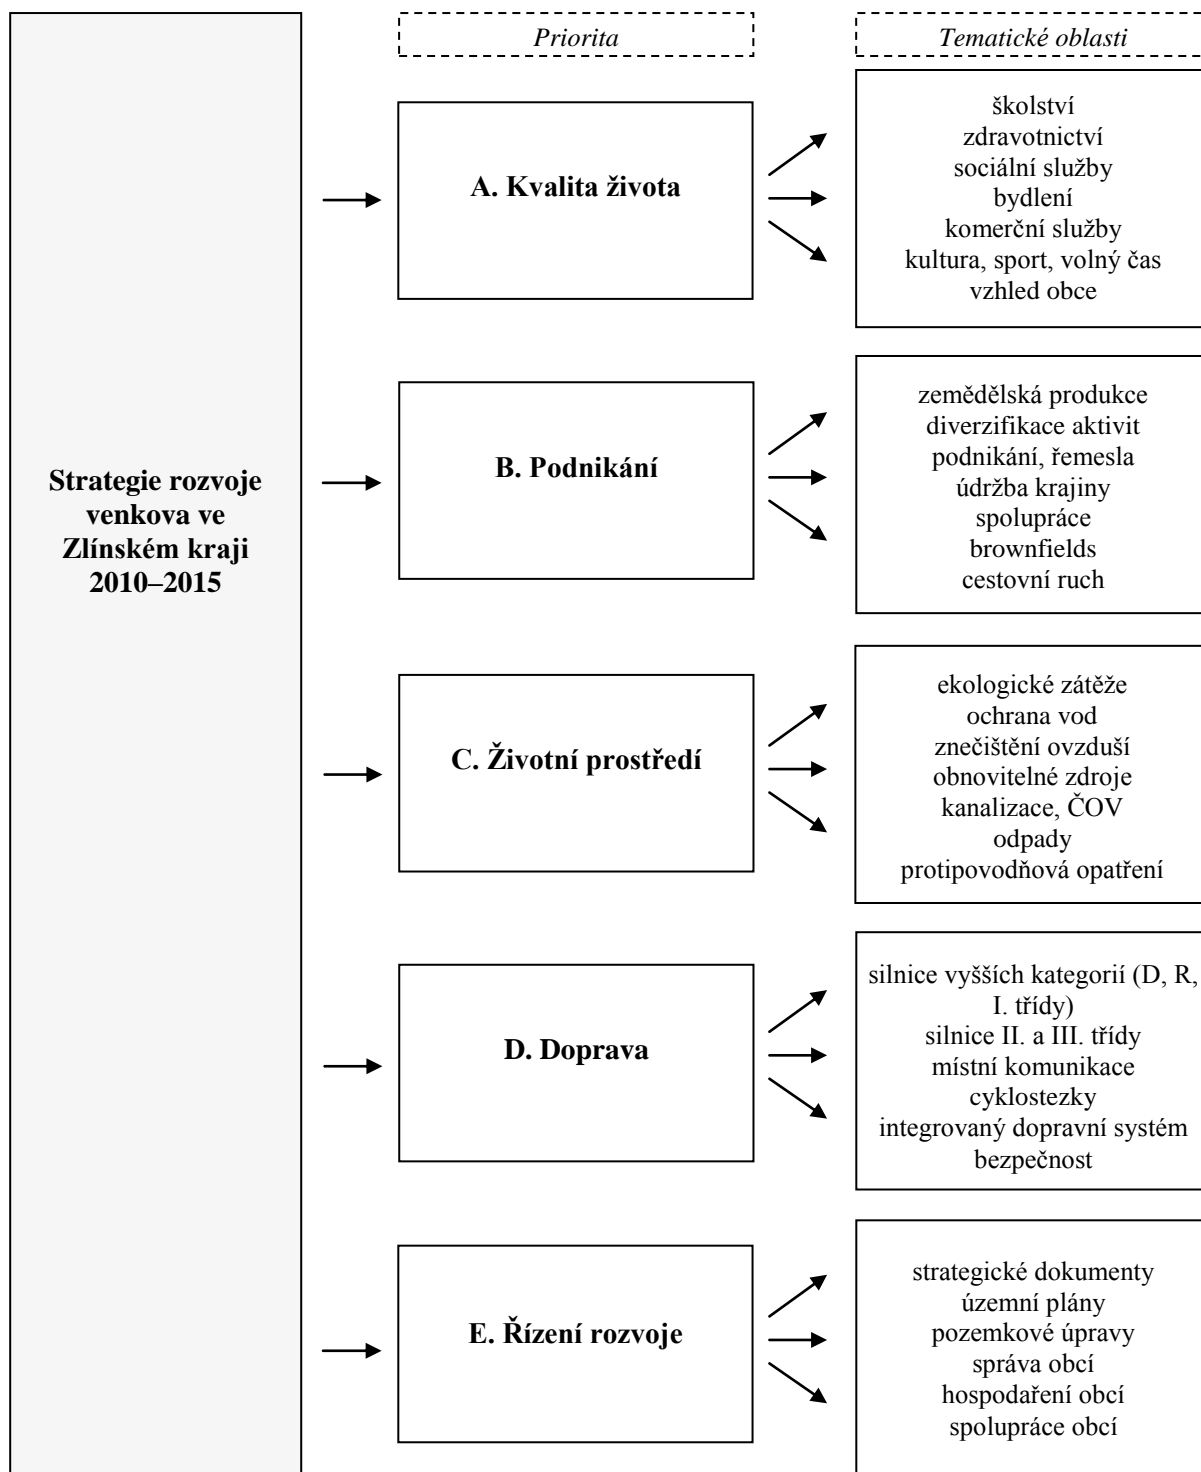 Priorita
Tematické oblasti
Strategie rozvoje
venkova ve
Zlínském kraji
2010–2015
A. Kvalita života
školství
zdravotnictví
sociální služby
bydlení
komerční služby
kultura, sport, volný čas
vzhled obce
B. Podnikání
zemědělská produkce
diverzifikace aktivit
podnikání, řemesla
údržba krajiny
spolupráce
brownfields
cestovní ruch
C. Životní prostředí
ekologické zátěže
ochrana vod
znečištění ovzduší
obnovitelné zdroje
kanalizace, ČOV
odpady
protipovodňová opatření
D. Doprava
silnice vyšších kategorií (D, R,
I. třídy)
silnice II. a III. třídy
místní komunikace
cyklostezky
integrovaný dopravní systém
bezpečnost
E. Řízení rozvoje
strategické dokumenty
územní plány
pozemkové úpravy
správa obcí
hospodaření obcí
spolupráce obcí